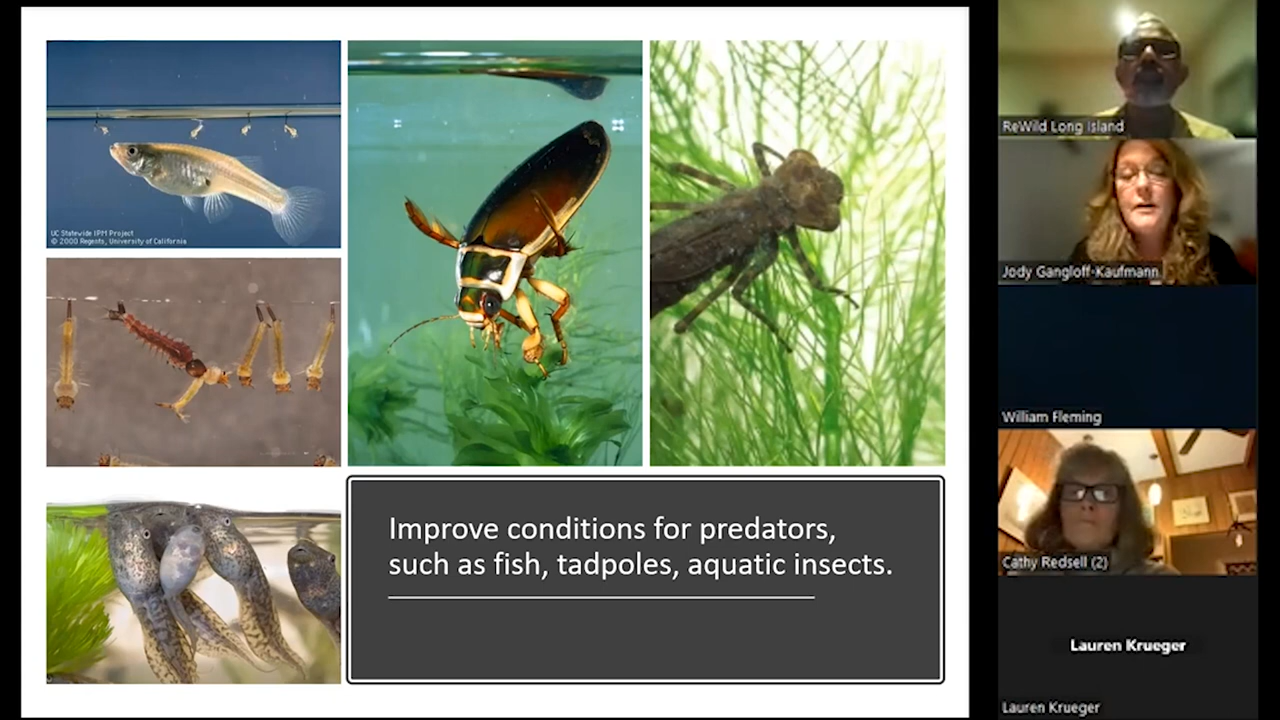 UC Statewide IPM Project
© 2000 Regents, University of California
Improve conditions for predators,
such as fish, tadpoles, aquatic insects.
ReWild Long Island
Jody Gangloff-Kaufmann
William Fleming
Cathy Redsell (2)
Lauren Krueger
Lauren Krueger